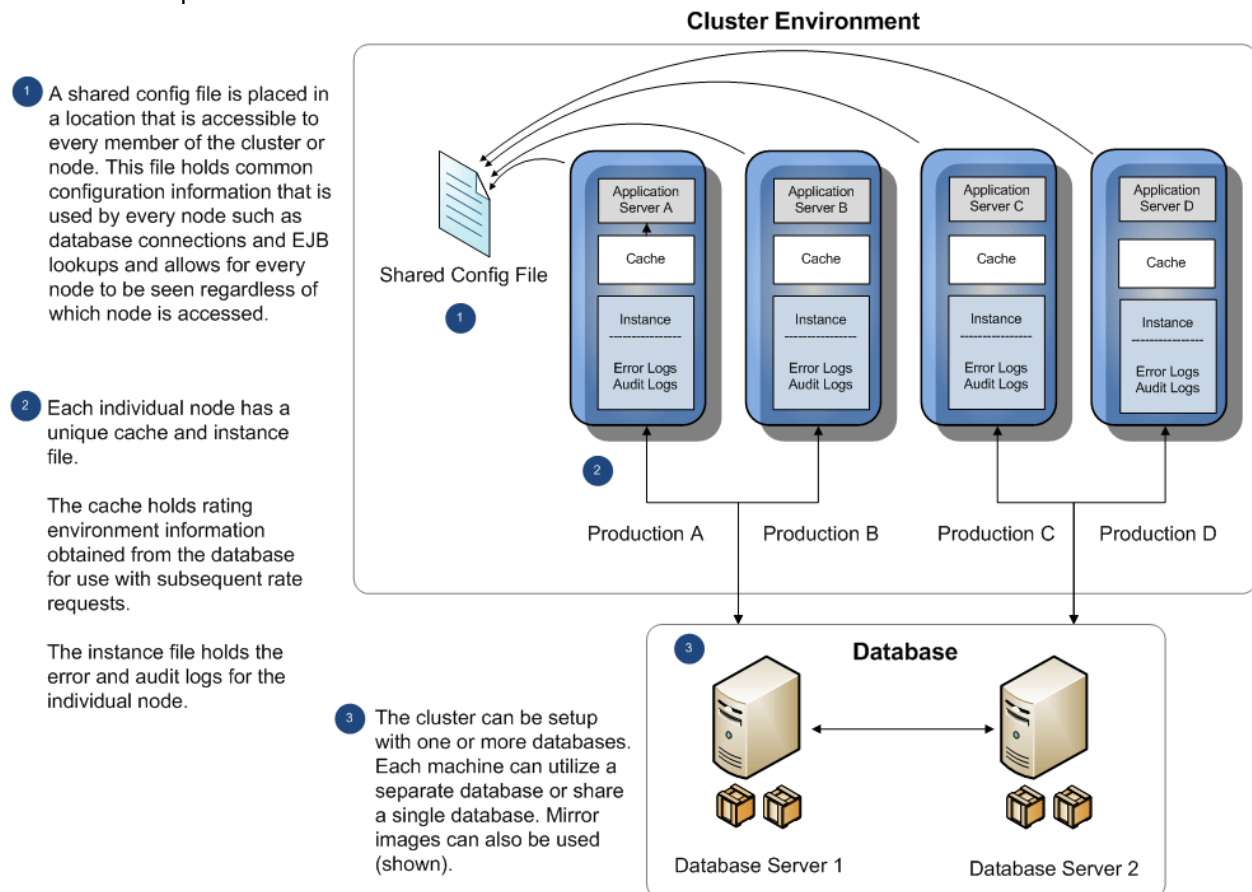 Cluster Environment
1
A shared config file is placed in
a location that is accessible to
every member of the cluster or
node. This file holds common
configuration information that is
used by every node such as
database connections and EJB
lookups and allows for every
node to be seen regardless of
which node is accessed.
2
Each individual node has a
unique cache and instance
file.
The cache holds rating
environment information
obtained from the database
for use with subsequent rate
requests.
The instance file holds the
error and audit logs for the
individual node.
Shared Config File
1
Application
Server A
Cache
Instance
-----------------
Error Logs
Audit Logs
Application
Server B
Cache
Instance
-----------------
Error Logs
Audit Logs
Application
Server C
Cache
Instance
-----------------
Error Logs
Audit Logs
Application
Server D
Cache
Instance
-----------------
Error Logs
Audit Logs
2
Production A
Production B
Production C
Production D
3
Database
3
The cluster can be setup
with one or more databases.
Each machine can utilize a
separate database or share
a single database. Mirror
images can also be used
(shown).
Database Server 1
Database Server 2